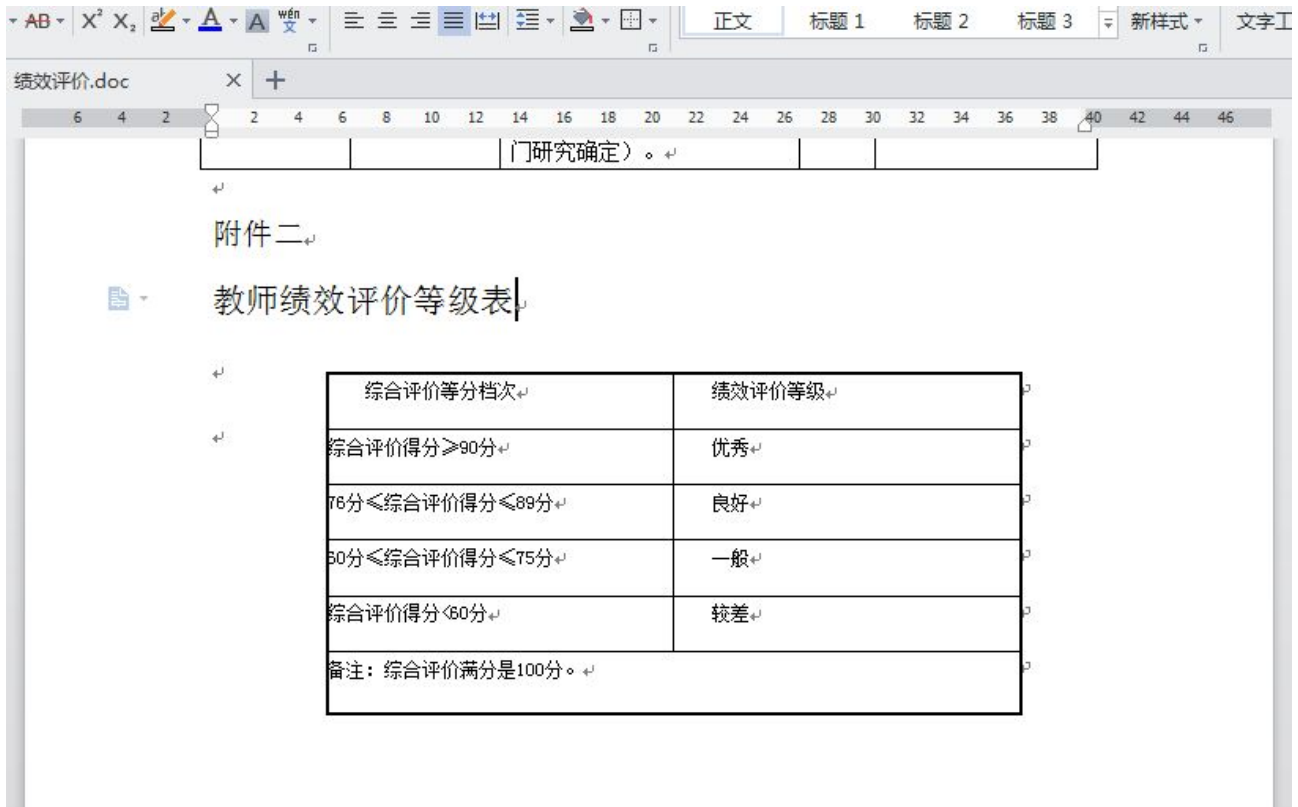 AB X² X₂ A A wén 文 正文 标题 1 标题 2 标题 3 新样式 文字工
绩效评价.doc × +
6 4 2 2 4 6 8 10 12 14 16 18 20 22 24 26 28 30 32 34 36 38 40 42 44 46
门研究确定）。
附件二
教师绩效评价等级表
综合评价等分档次 绩效评价等级
综合评价得分≥90分 优秀
76分≤综合评价得分≤89分 良好
60分≤综合评价得分≤75分 一般
综合评价得分<60分 较差
备注：综合评价满分是100分。